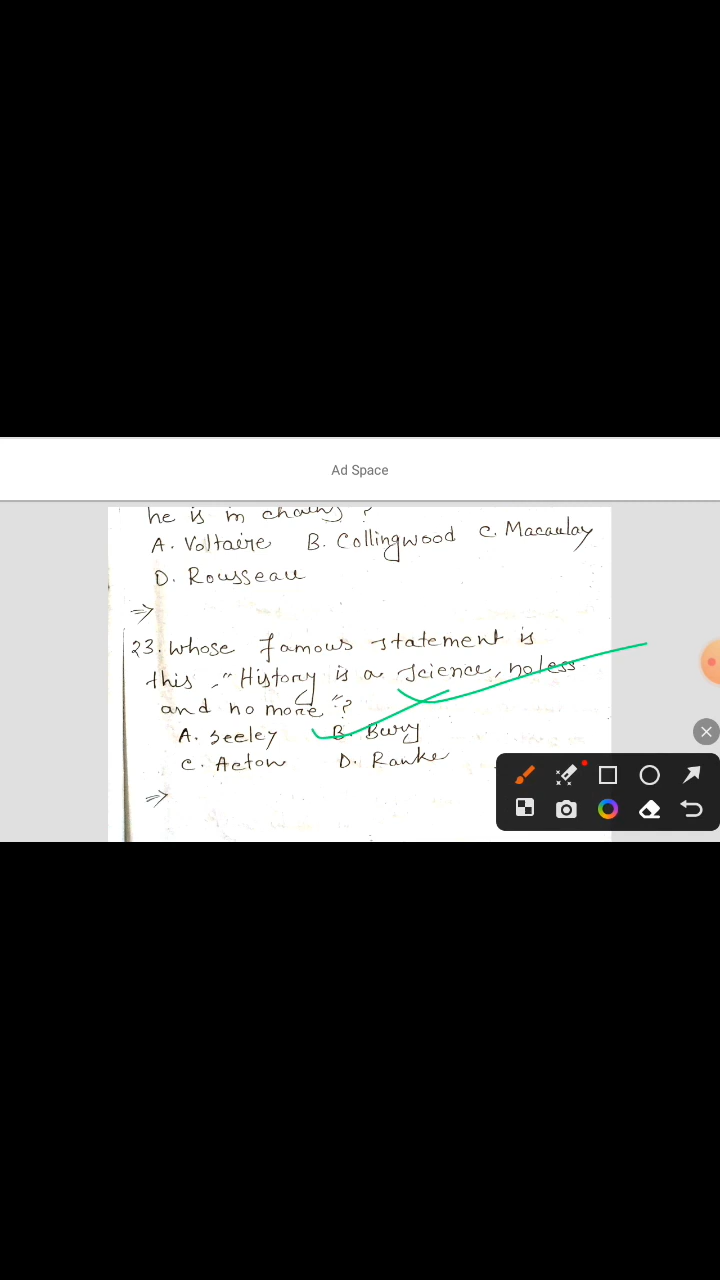 Ad Space
he is in chains ?
A. Voltaire B. Collingwood C. Macaulay
D. Rousseau
⇒
23. Whose famous statement is
this, "History is a science, no less
and no more"?
A. Seeley B. Bury
C. Acton D. Ranke
⇒